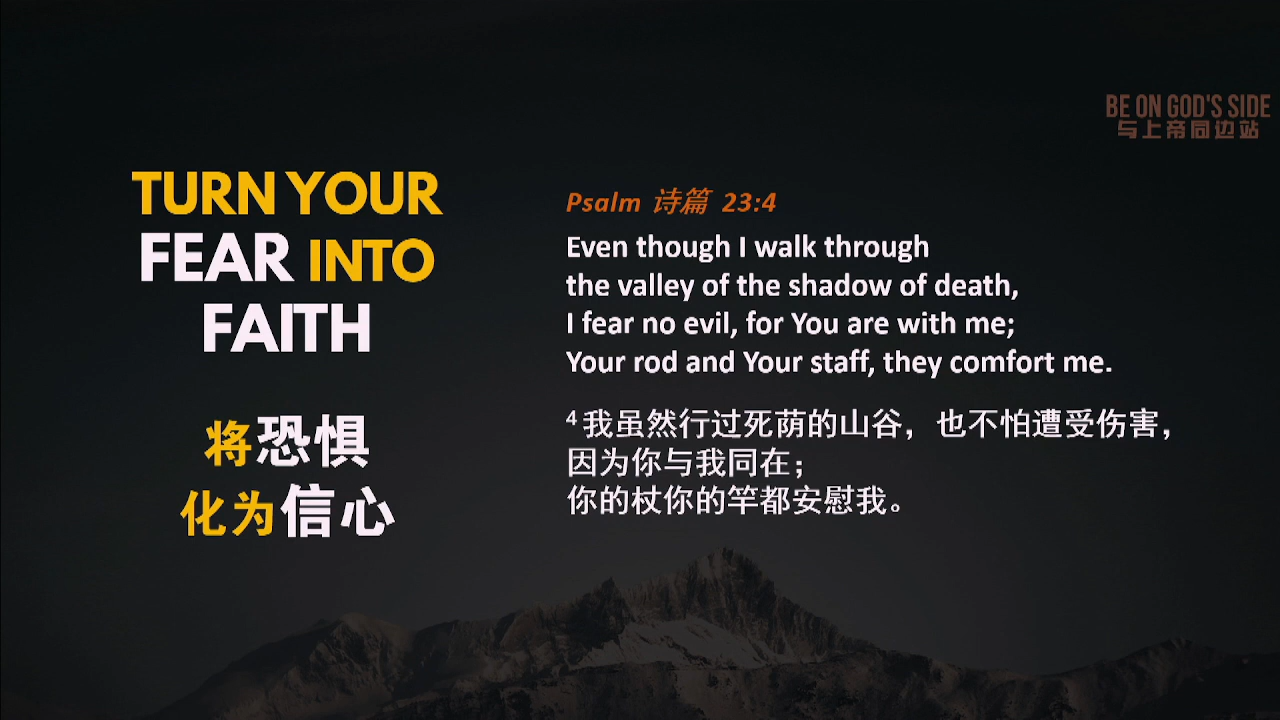 BE ON GOD'S SIDE
与上帝同边站
TURN YOUR
FEAR INTO
FAITH
将恐惧
化为信心
Psalm 诗篇 23:4
Even though I walk through
the valley of the shadow of death,
I fear no evil, for You are with me;
Your rod and Your staff, they comfort me.
4 我虽然行过死荫的山谷，也不怕遭受伤害，
因为你与我同在；
你的杖你的竿都安慰我。